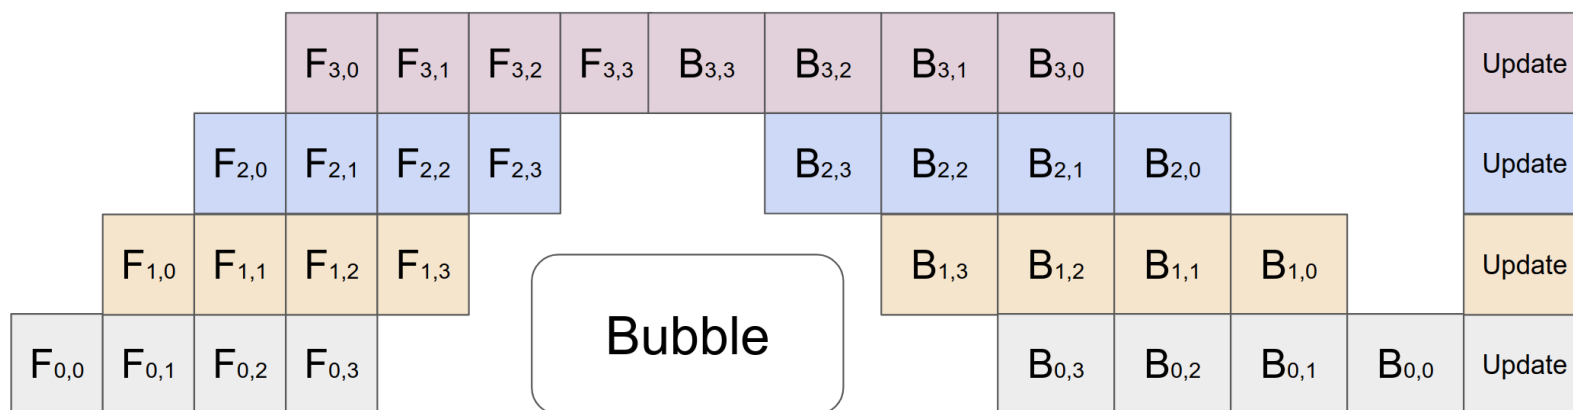 F3,0 F3,1 F3,2 F3,3 B3,3 B3,2 B3,1 B3,0 Update
F2,0 F2,1 F2,2 F2,3 B2,3 B2,2 B2,1 B2,0 Update
F1,0 F1,1 F1,2 F1,3 B1,3 B1,2 B1,1 B1,0 Update
Bubble
F0,0 F0,1 F0,2 F0,3 B0,3 B0,2 B0,1 B0,0 Update